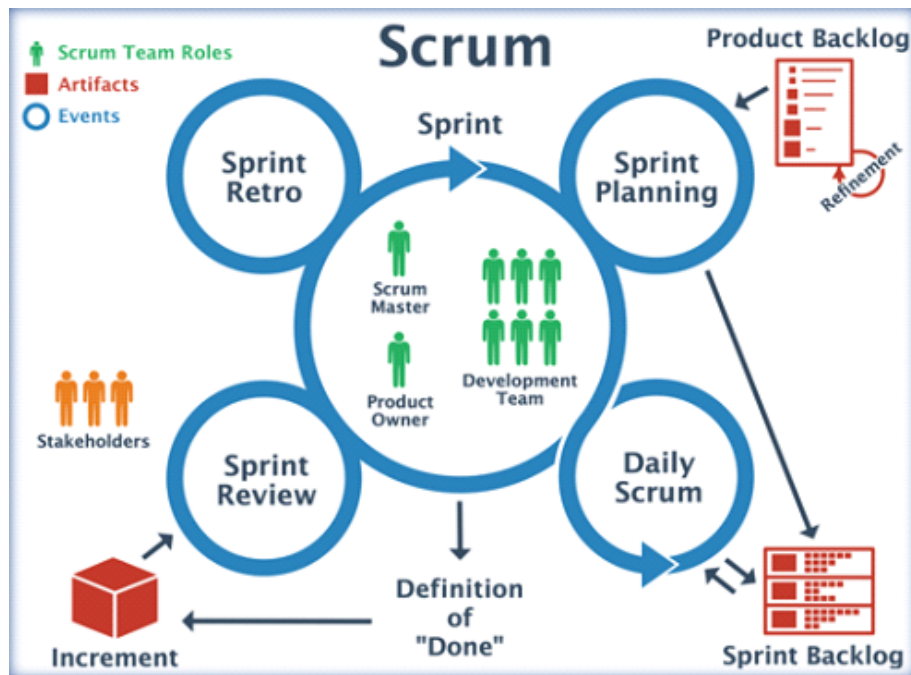 Scrum
Scrum Team Roles
Artifacts
Events
Product Backlog
Refinement
Sprint
Sprint
Retro
Sprint
Planning
Scrum
Master
Product
Owner
Development
Team
Stakeholders
Sprint
Review
Daily
Scrum
Definition
of
"Done"
Increment
Sprint Backlog